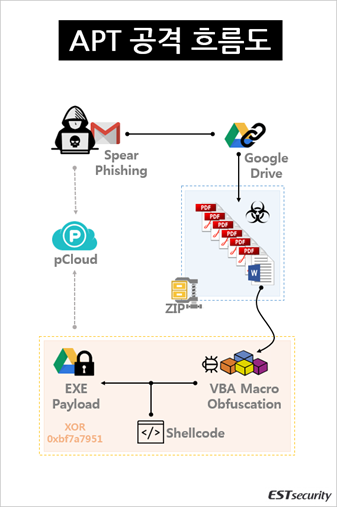 APT 공격 흐름도
Spear
Phishing
Google
Drive
pCloud
PDF
PDF
PDF
PDF
PDF
PDF
W
ZIP
EXE
Payload
VBA Macro
Obfuscation
XOR
0xbf7a7951
Shellcode
ESTsecurity